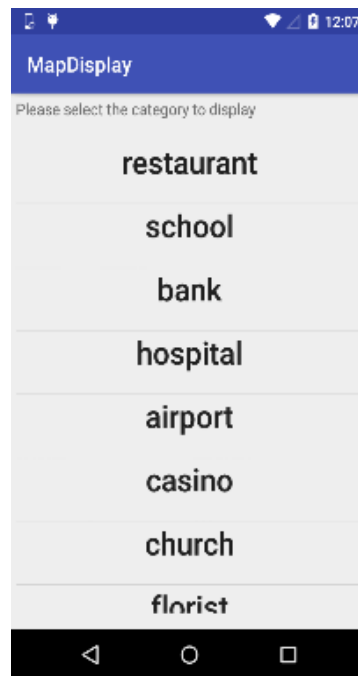 12:07
MapDisplay
Please select the category to display
restaurant
school
bank
hospital
airport
casino
church
florist